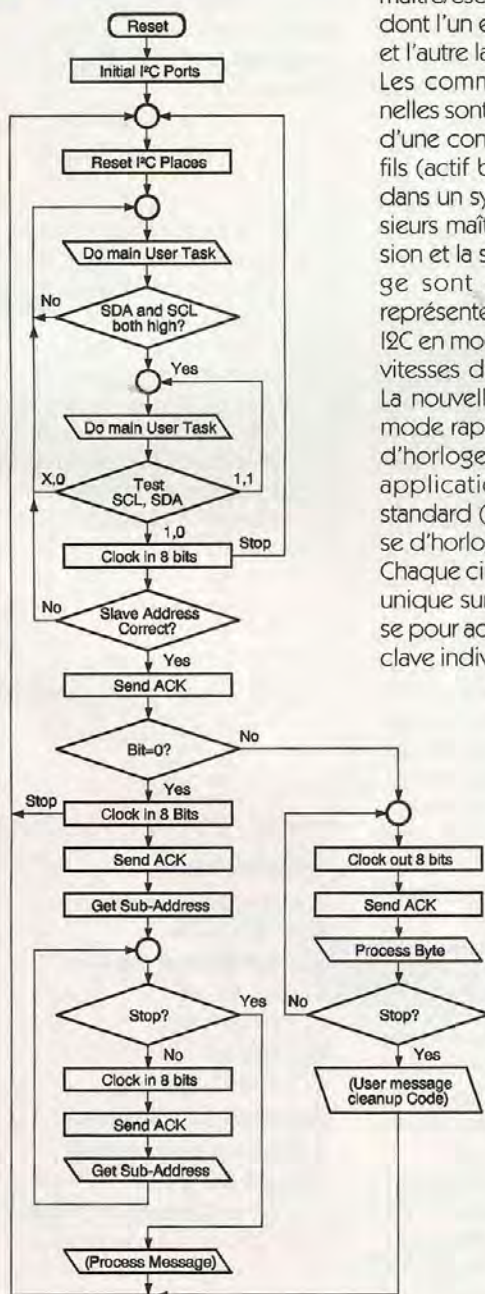 Reset
Initial I²C Ports
Reset I²C Places
Do main User Task
No
SDA and SCL
both high?
Yes
Do main User Task
X,0
Test
SCL, SDA
1,1
1,0
Clock in 8 bits
Stop
No
Slave Address
Correct?
Yes
Send ACK
Bit=0?
No
Yes
Stop
Clock in 8 Bits
Send ACK
Get Sub-Address
Stop?
Yes
No
Clock in 8 bits
Send ACK
Get Sub-Address
(Process Message)
Clock out 8 bits
Send ACK
Process Byte
No
Stop?
Yes
(User message
cleanup Code)
dont l'un e
et l'autre la
Les comm
nelles sont
d'une con
fils (actif b
dans un sy
sieurs maît
sion et la s
ge sont
représente
I2C en mo
vitesses d
La nouvell
mode rap
d'horloge
applicatio
standard (
se d'horlo
Chaque ci
unique sur
se pour ac
clave indiv